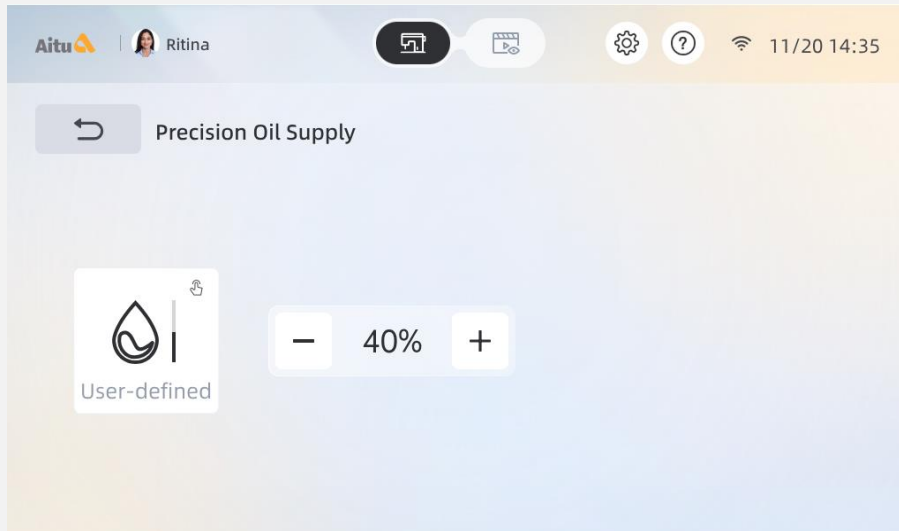 Aitu
Ritina
11/20 14:35
Precision Oil Supply
40%
User-defined